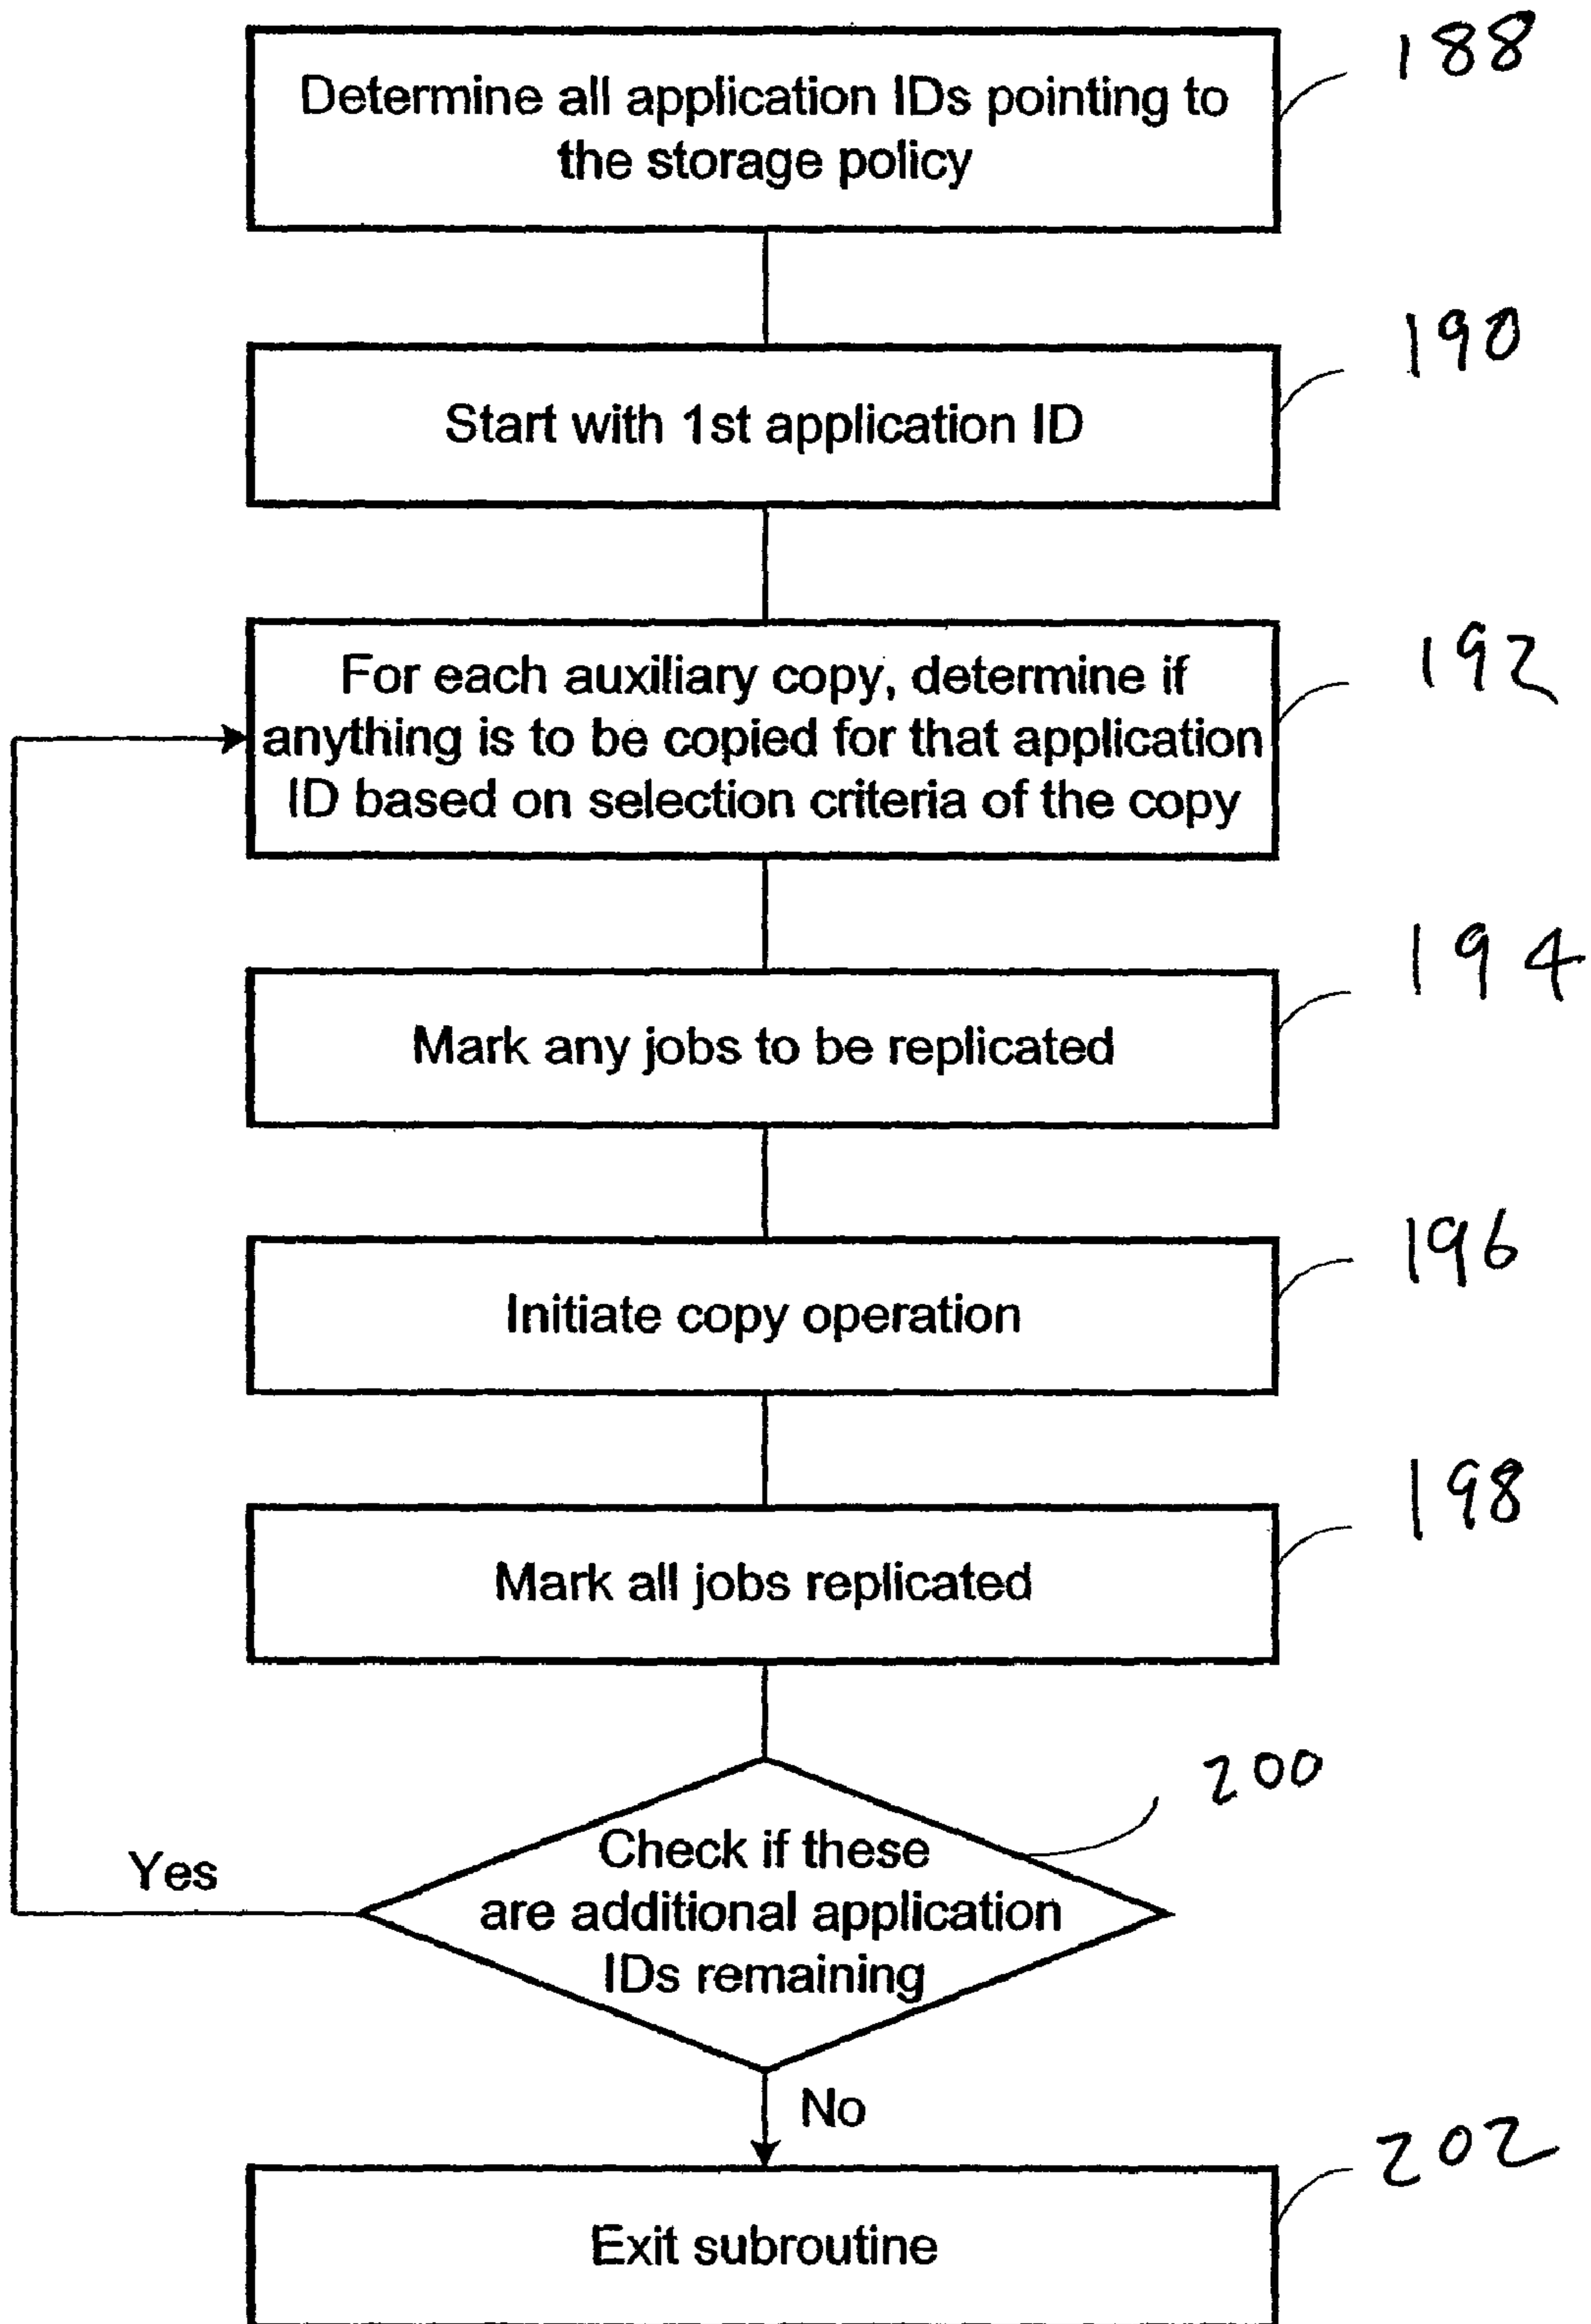 188
Determine all application IDs pointing to
the storage policy
190
Start with 1st application ID
192
For each auxiliary copy, determine if
anything is to be copied for that application
ID based on selection criteria of the copy
194
Mark any jobs to be replicated
196
Initiate copy operation
198
Mark all jobs replicated
200
Check if these
are additional application
IDs remaining
Yes
No
202
Exit subroutine